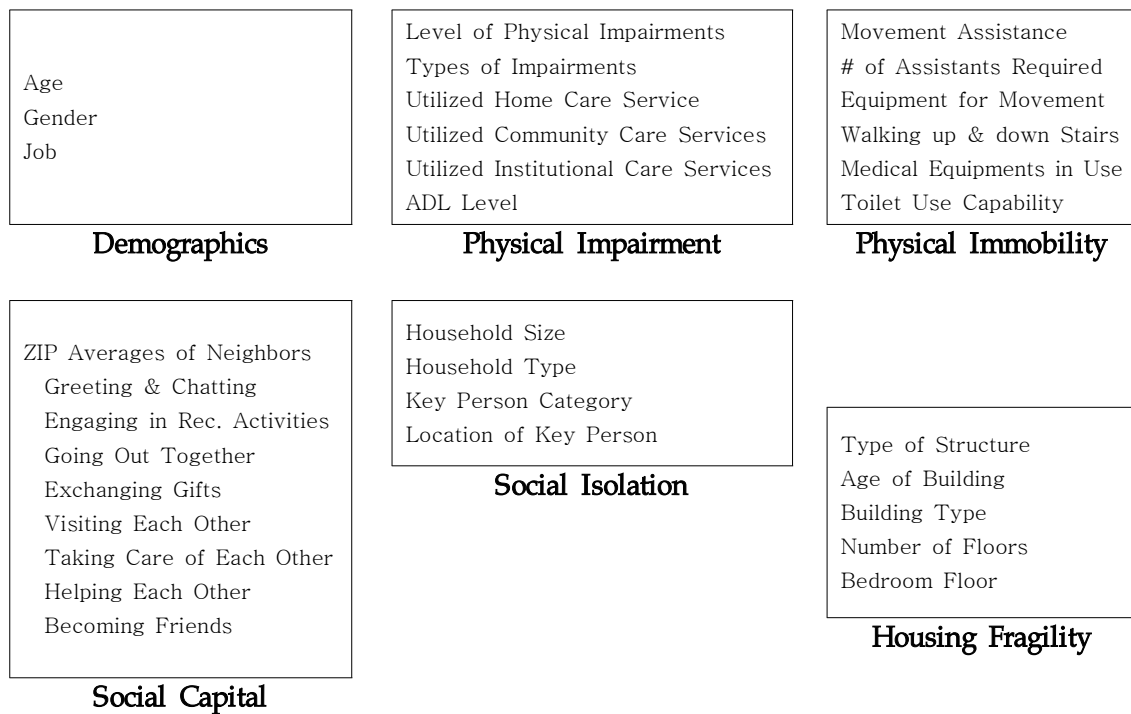 Age
Gender
Job
Demographics
Level of Physical Impairments
Types of Impairments
Utilized Home Care Service
Utilized Community Care Services
Utilized Institutional Care Services
ADL Level
Physical Impairment
Movement Assistance
# of Assistants Required
Equipment for Movement
Walking up & down Stairs
Medical Equipments in Use
Toilet Use Capability
Physical Immobility
ZIP Averages of Neighbors
Greeting & Chatting
Engaging in Rec. Activities
Going Out Together
Exchanging Gifts
Visiting Each Other
Taking Care of Each Other
Helping Each Other
Becoming Friends
Social Capital
Household Size
Household Type
Key Person Category
Location of Key Person
Social Isolation
Type of Structure
Age of Building
Building Type
Number of Floors
Bedroom Floor
Housing Fragility